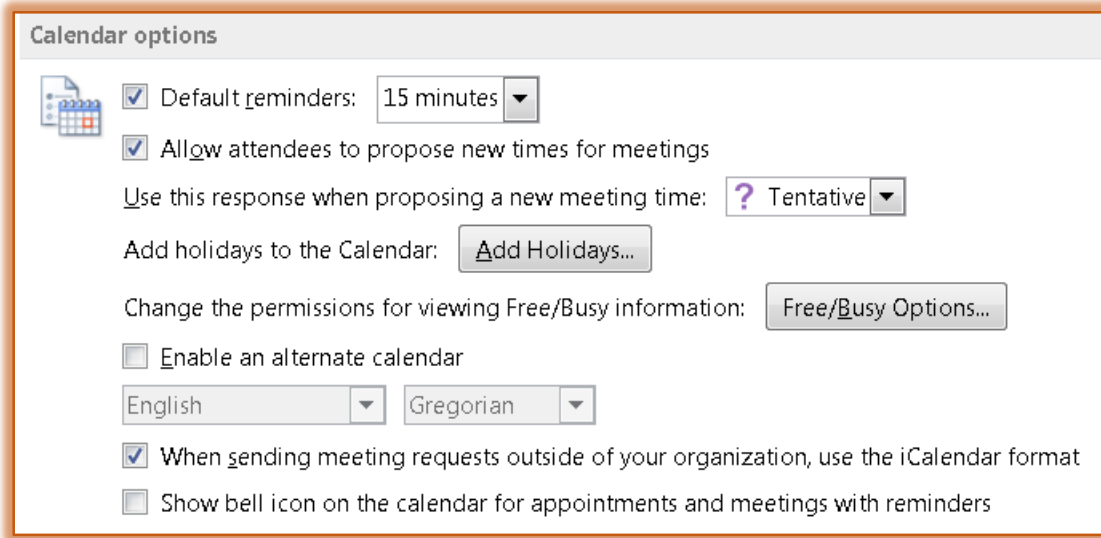 Calendar options
Default reminders: 15 minutes
Allow attendees to propose new times for meetings
Use this response when proposing a new meeting time: ? Tentative
Add holidays to the Calendar: Add Holidays...
Change the permissions for viewing Free/Busy information: Free/Busy Options...
Enable an alternate calendar
English Gregorian
When sending meeting requests outside of your organization, use the iCalendar format
Show bell icon on the calendar for appointments and meetings with reminders